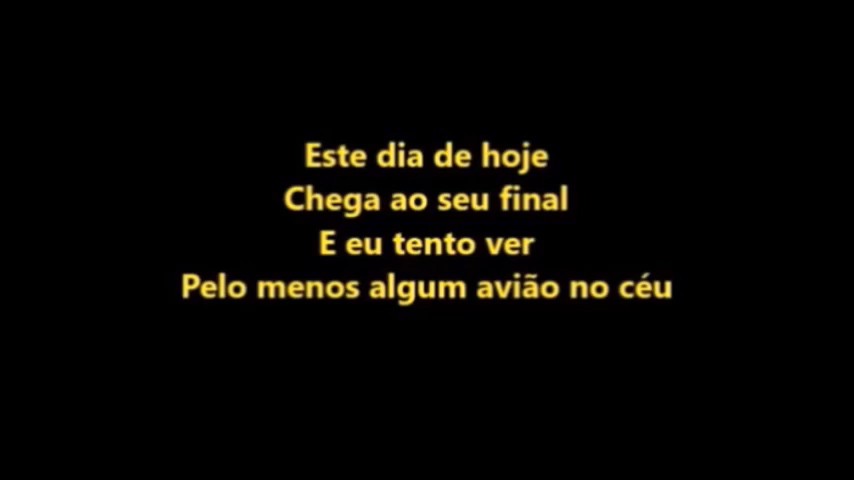 Este dia de hoje
Chega ao seu final
E eu tento ver
Pelo menos algum avião no céu